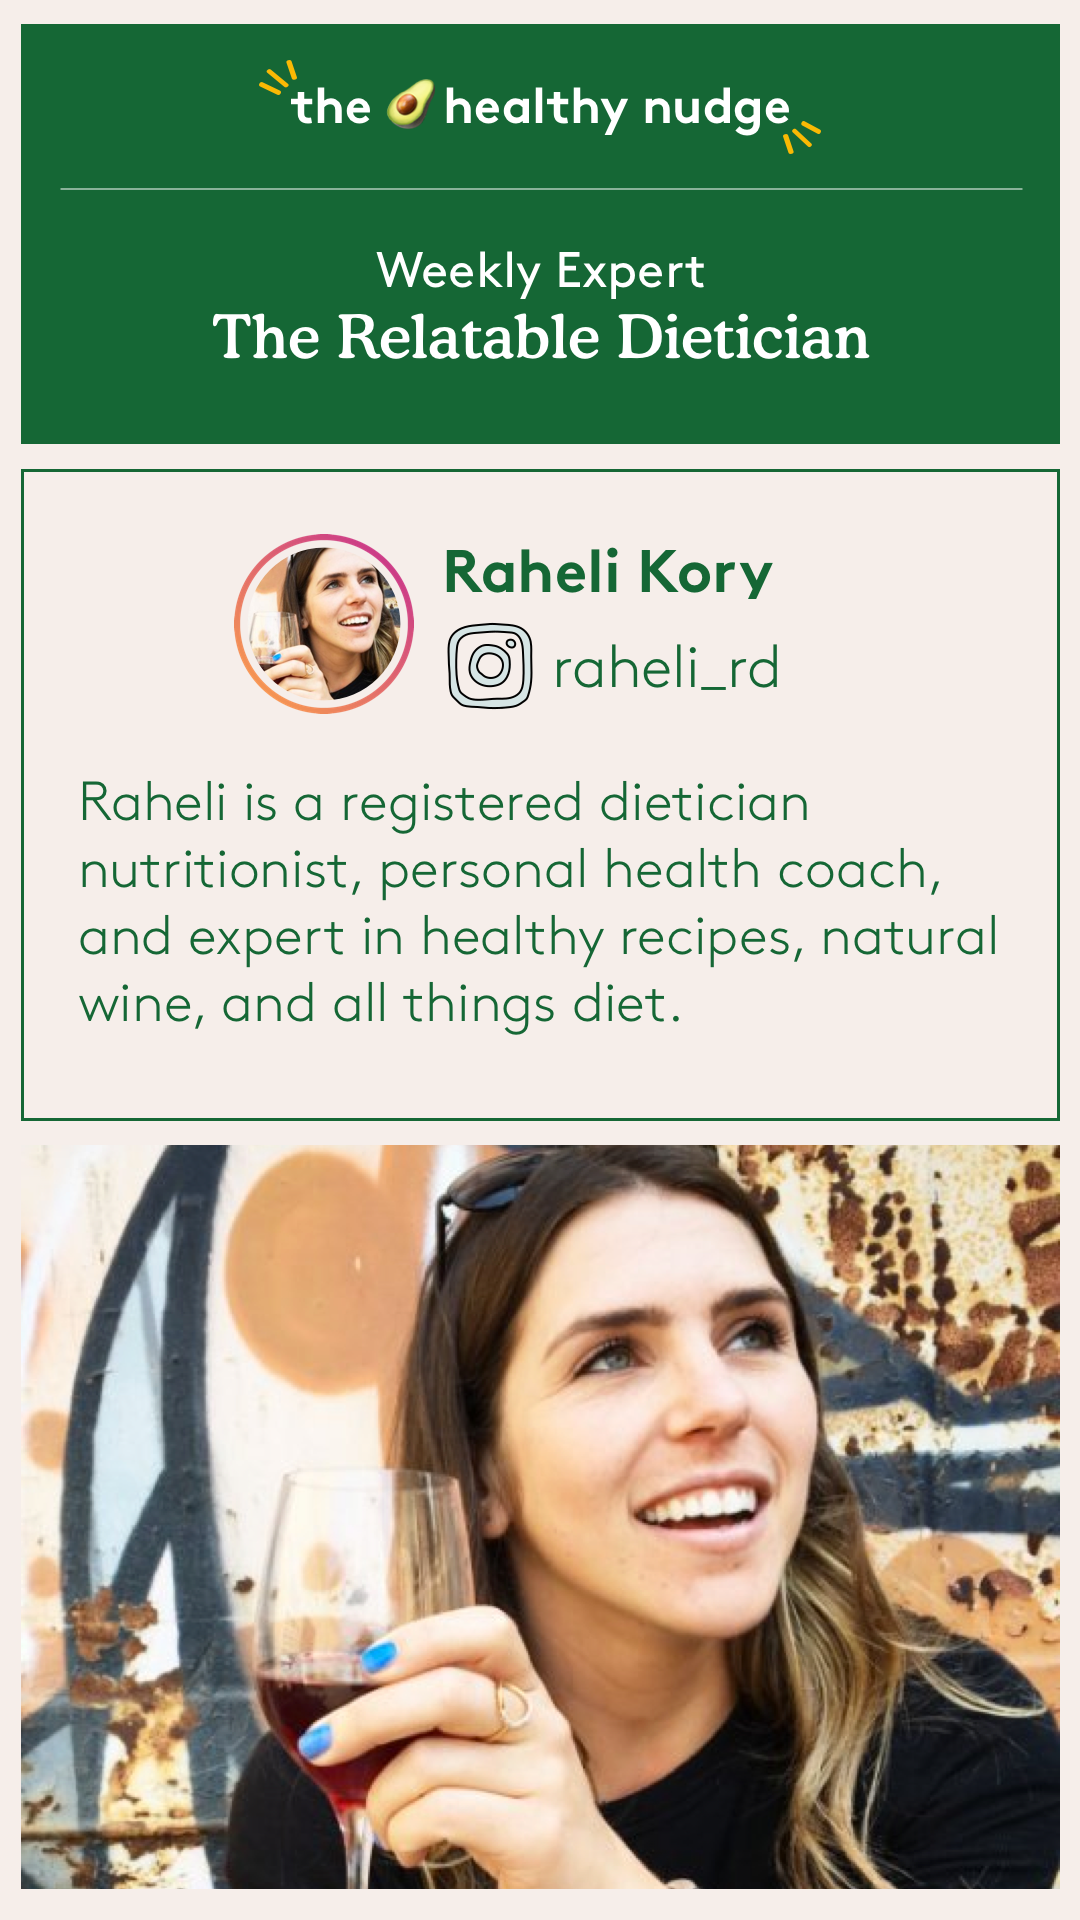 the healthy nudge
Weekly Expert
The Relatable Dietician
Raheli Kory
raheli_rd
Raheli is a registered dietician
nutritionist, personal health coach,
and expert in healthy recipes, natural
wine, and all things diet.